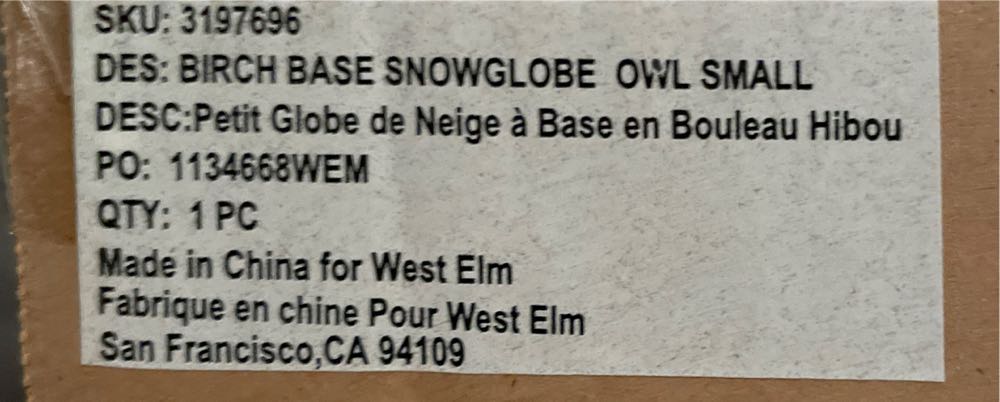 SKU: 3197696
DES: BIRCH BASE SNOWGLOBE OWL SMALL
DESC:Petit Globe de Neige à Base en Bouleau Hibou
PO: 1134668WEM
QTY: 1 PC
Made in China for West Elm
Fabrique en chine Pour West Elm
San Francisco,CA 94109